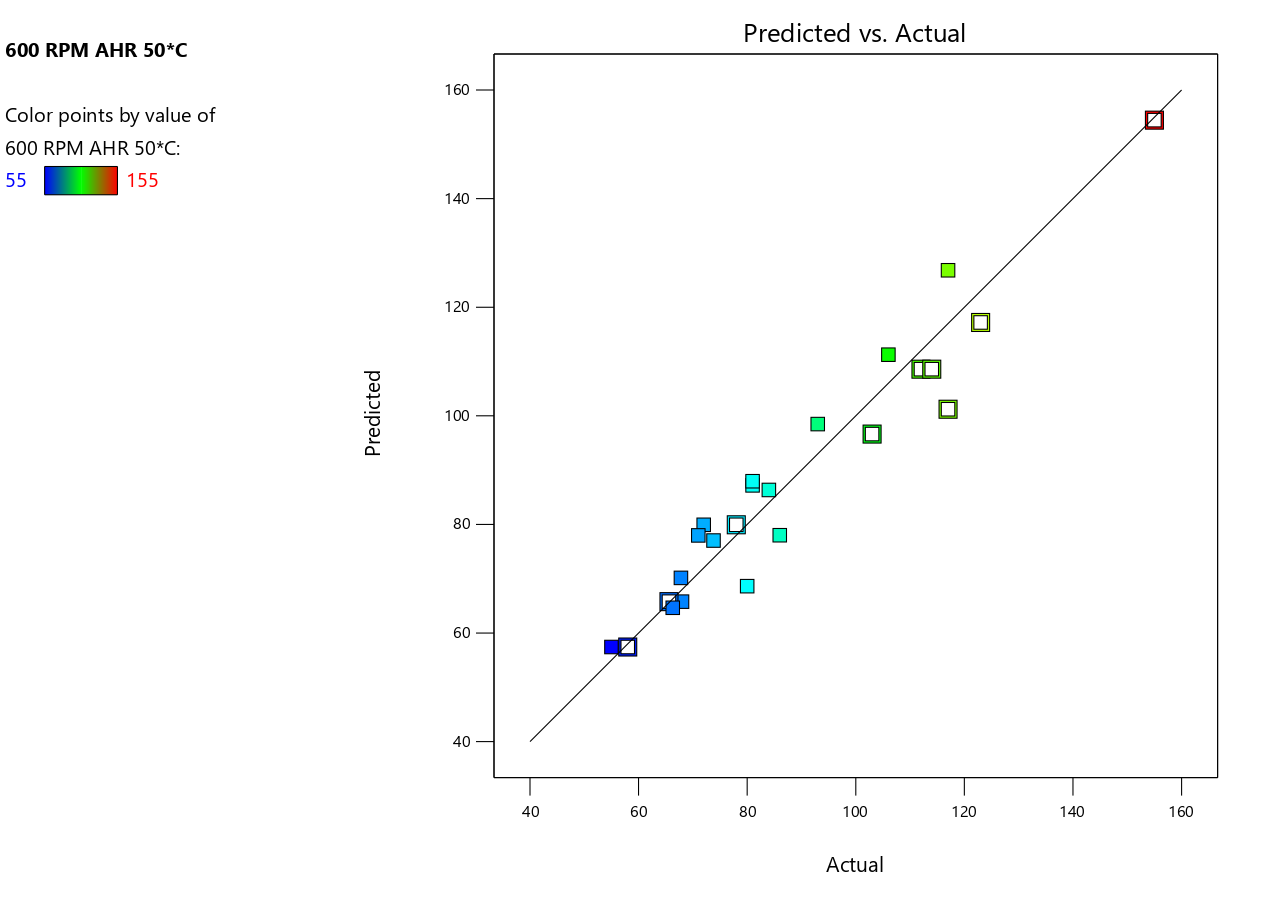 600 RPM AHR 50*C
Color points by value of
600 RPM AHR 50*C:
55 155
Predicted vs. Actual
160
140
120
100
80
60
40
Predicted
40 60 80 100 120 140 160
Actual